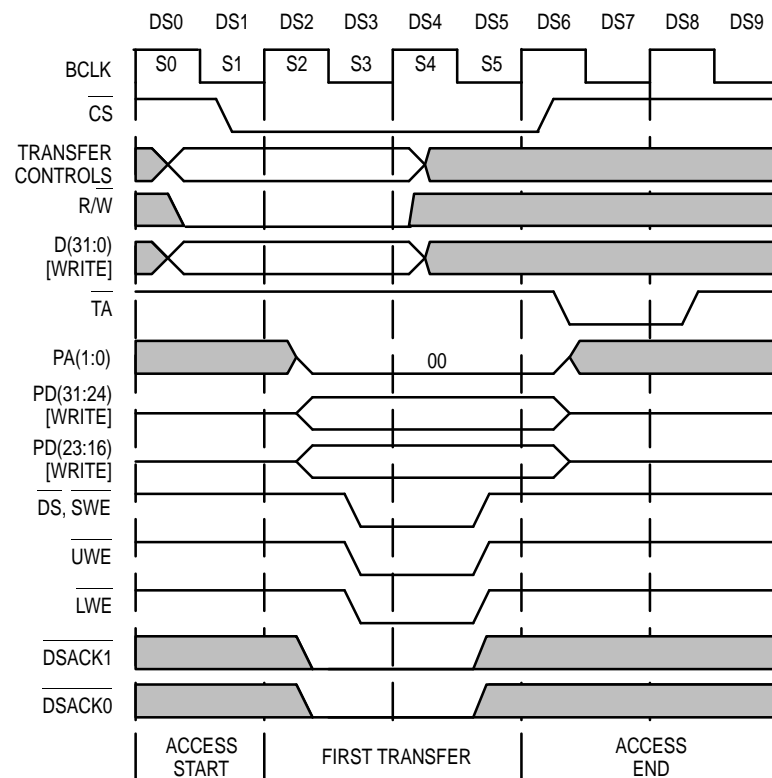 DS0 DS1 DS2 DS3 DS4 DS5 DS6 DS7 DS8 DS9
BCLK S0 S1 S2 S3 S4 S5
CS
TRANSFER
CONTROLS
R/W
D(31:0)
[WRITE]
TA
PA(1:0) 00
PD(31:24)
[WRITE]
PD(23:16)
[WRITE]
DS, SWE
UWE
LWE
DSACK1
DSACK0
ACCESS
START
FIRST TRANSFER
ACCESS
END